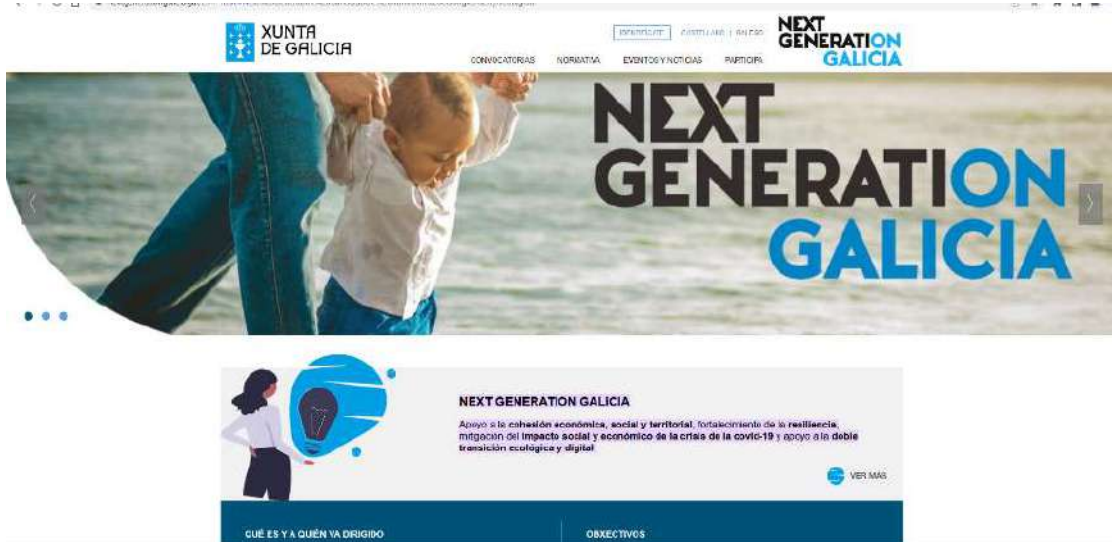 XUNTA
DE GALICIA
IDENTIFÍCATE CASTELLANO | GALEGO
NEXT
GENERATION
GALICIA
CONVOCATORIAS NORMATIVA EVENTOS Y NOTICIAS PARTICIPA
NEXT
GENERATION
GALICIA
NEXT GENERATION GALICIA
Apoyo a la cohesión económica, social y territorial, fortalecimiento de la resiliencia,
mitigación del impacto social y económico de la crisis de la covid-19 y apoyo a la doble
transición ecológica y digital
VER MÁS
QUÉ ES Y A QUIÉN VA DIRIGIDO
OBXECTIVOS